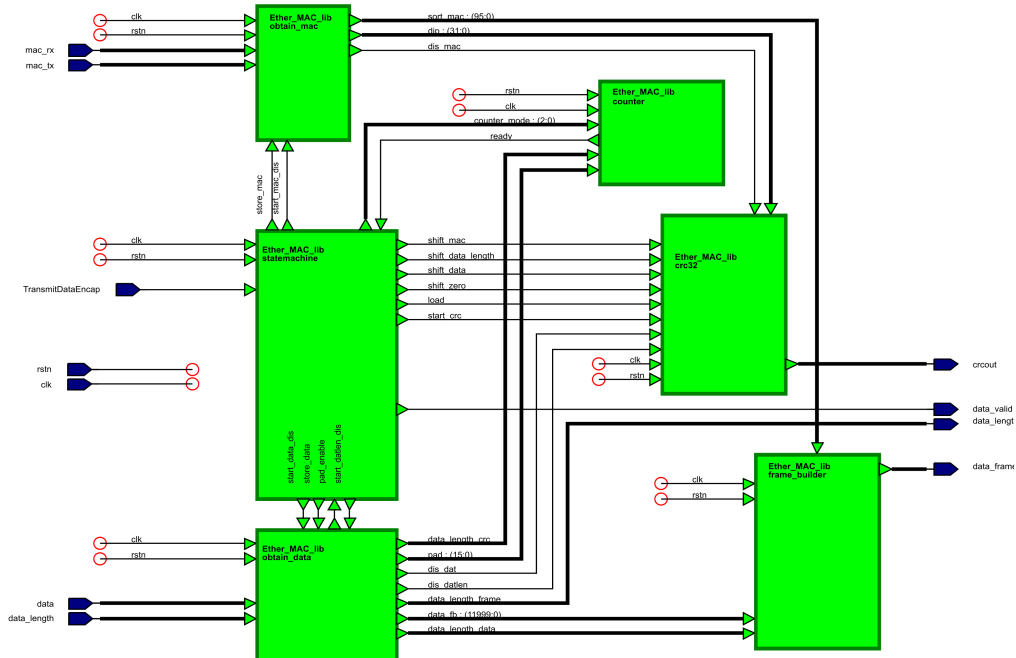 clk
rstn
mac_rx
mac_tx
Ether_MAC_lib
obtain_mac
sort_mac : (95:0)
dip : (31:0)
dis_mac
rstn
clk
counter_mode : (2:0)
ready
Ether_MAC_lib
counter
store_mac
start_mac_dis
clk
rstn
TransmitDataEncap
Ether_MAC_lib
statemachine
shift_mac
shift_data_length
shift_data
shift_zero
load
start_crc
Ether_MAC_lib
crc32
clk
rstn
rstn
clk
crcout
data_valid
data_lengt
start_data_dis
store_data
pad_enable
start_datlen_dis
Ether_MAC_lib
frame_builder
clk
rstn
data_frame
clk
rstn
data
data_length
Ether_MAC_lib
obtain_data
data_length_crc
pad : (15:0)
dis_dat
dis_datlen
data_length_frame
data_fb : (11999:0)
data_length_data